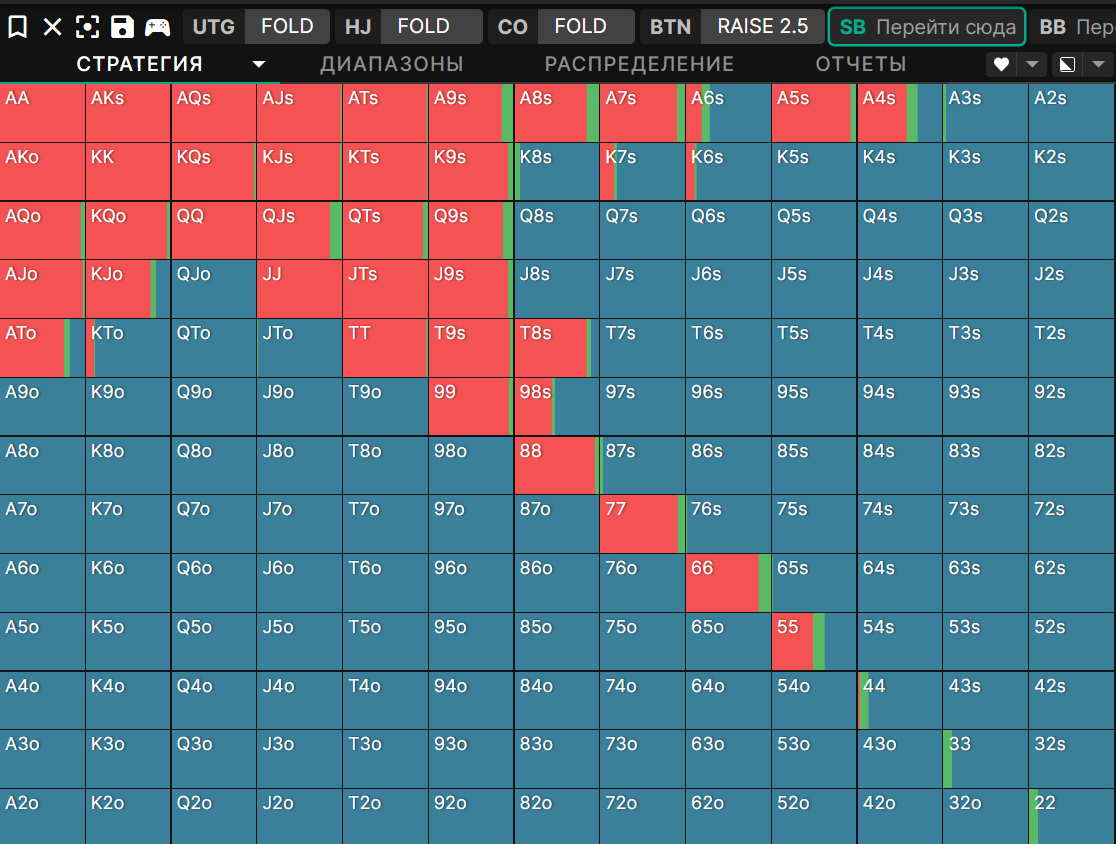 UTG FOLD HJ FOLD CO FOLD BTN RAISE 2.5 SB Перейти сюда BB Пер
СТРАТЕГИЯ ДИАПАЗОНЫ РАСПРЕДЕЛЕНИЕ ОТЧЕТЫ
AA AKs AQs AJs ATs A9s A8s A7s A6s A5s A4s A3s A2s
AKo KK KQs KJs KTs K9s K8s K7s K6s K5s K4s K3s K2s
AQo KQo QQ QJs QTs Q9s Q8s Q7s Q6s Q5s Q4s Q3s Q2s
AJo KJo QJo JJ JTs J9s J8s J7s J6s J5s J4s J3s J2s
ATo KTo QTo JTo TT T9s T8s T7s T6s T5s T4s T3s T2s
A9o K9o Q9o J9o T9o 99 98s 97s 96s 95s 94s 93s 92s
A8o K8o Q8o J8o T8o 98o 88 87s 86s 85s 84s 83s 82s
A7o K7o Q7o J7o T7o 97o 87o 77 76s 75s 74s 73s 72s
A6o K6o Q6o J6o T6o 96o 86o 76o 66 65s 64s 63s 62s
A5o K5o Q5o J5o T5o 95o 85o 75o 65o 55 54s 53s 52s
A4o K4o Q4o J4o T4o 94o 84o 74o 64o 54o 44 43s 42s
A3o K3o Q3o J3o T3o 93o 83o 73o 63o 53o 43o 33 32s
A2o K2o Q2o J2o T2o 92o 82o 72o 62o 52o 42o 32o 22